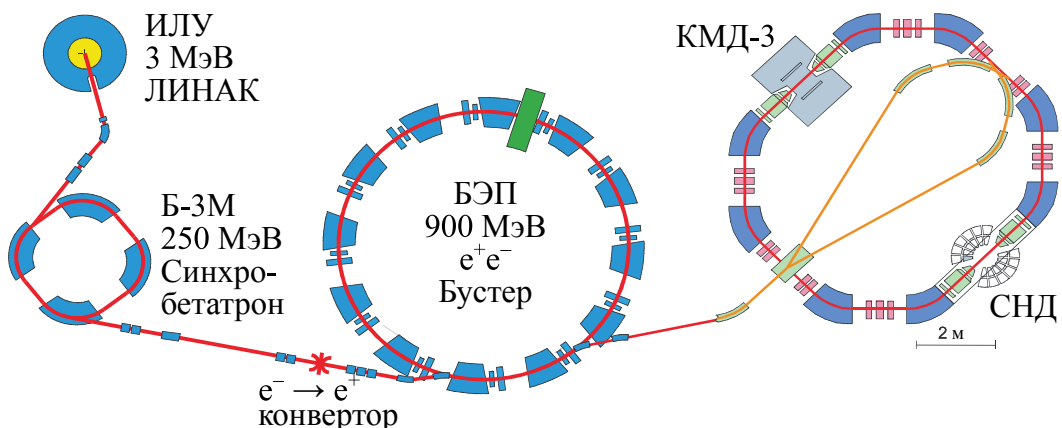 ИЛУ
3 МэВ
ЛИНАК
Б-3М
250 МэВ
Синхро-
бетатрон
e⁻ → e⁺
конвертор
БЭП
900 МэВ
e⁺e⁻
Бустер
КМД-3
СНД
2 м